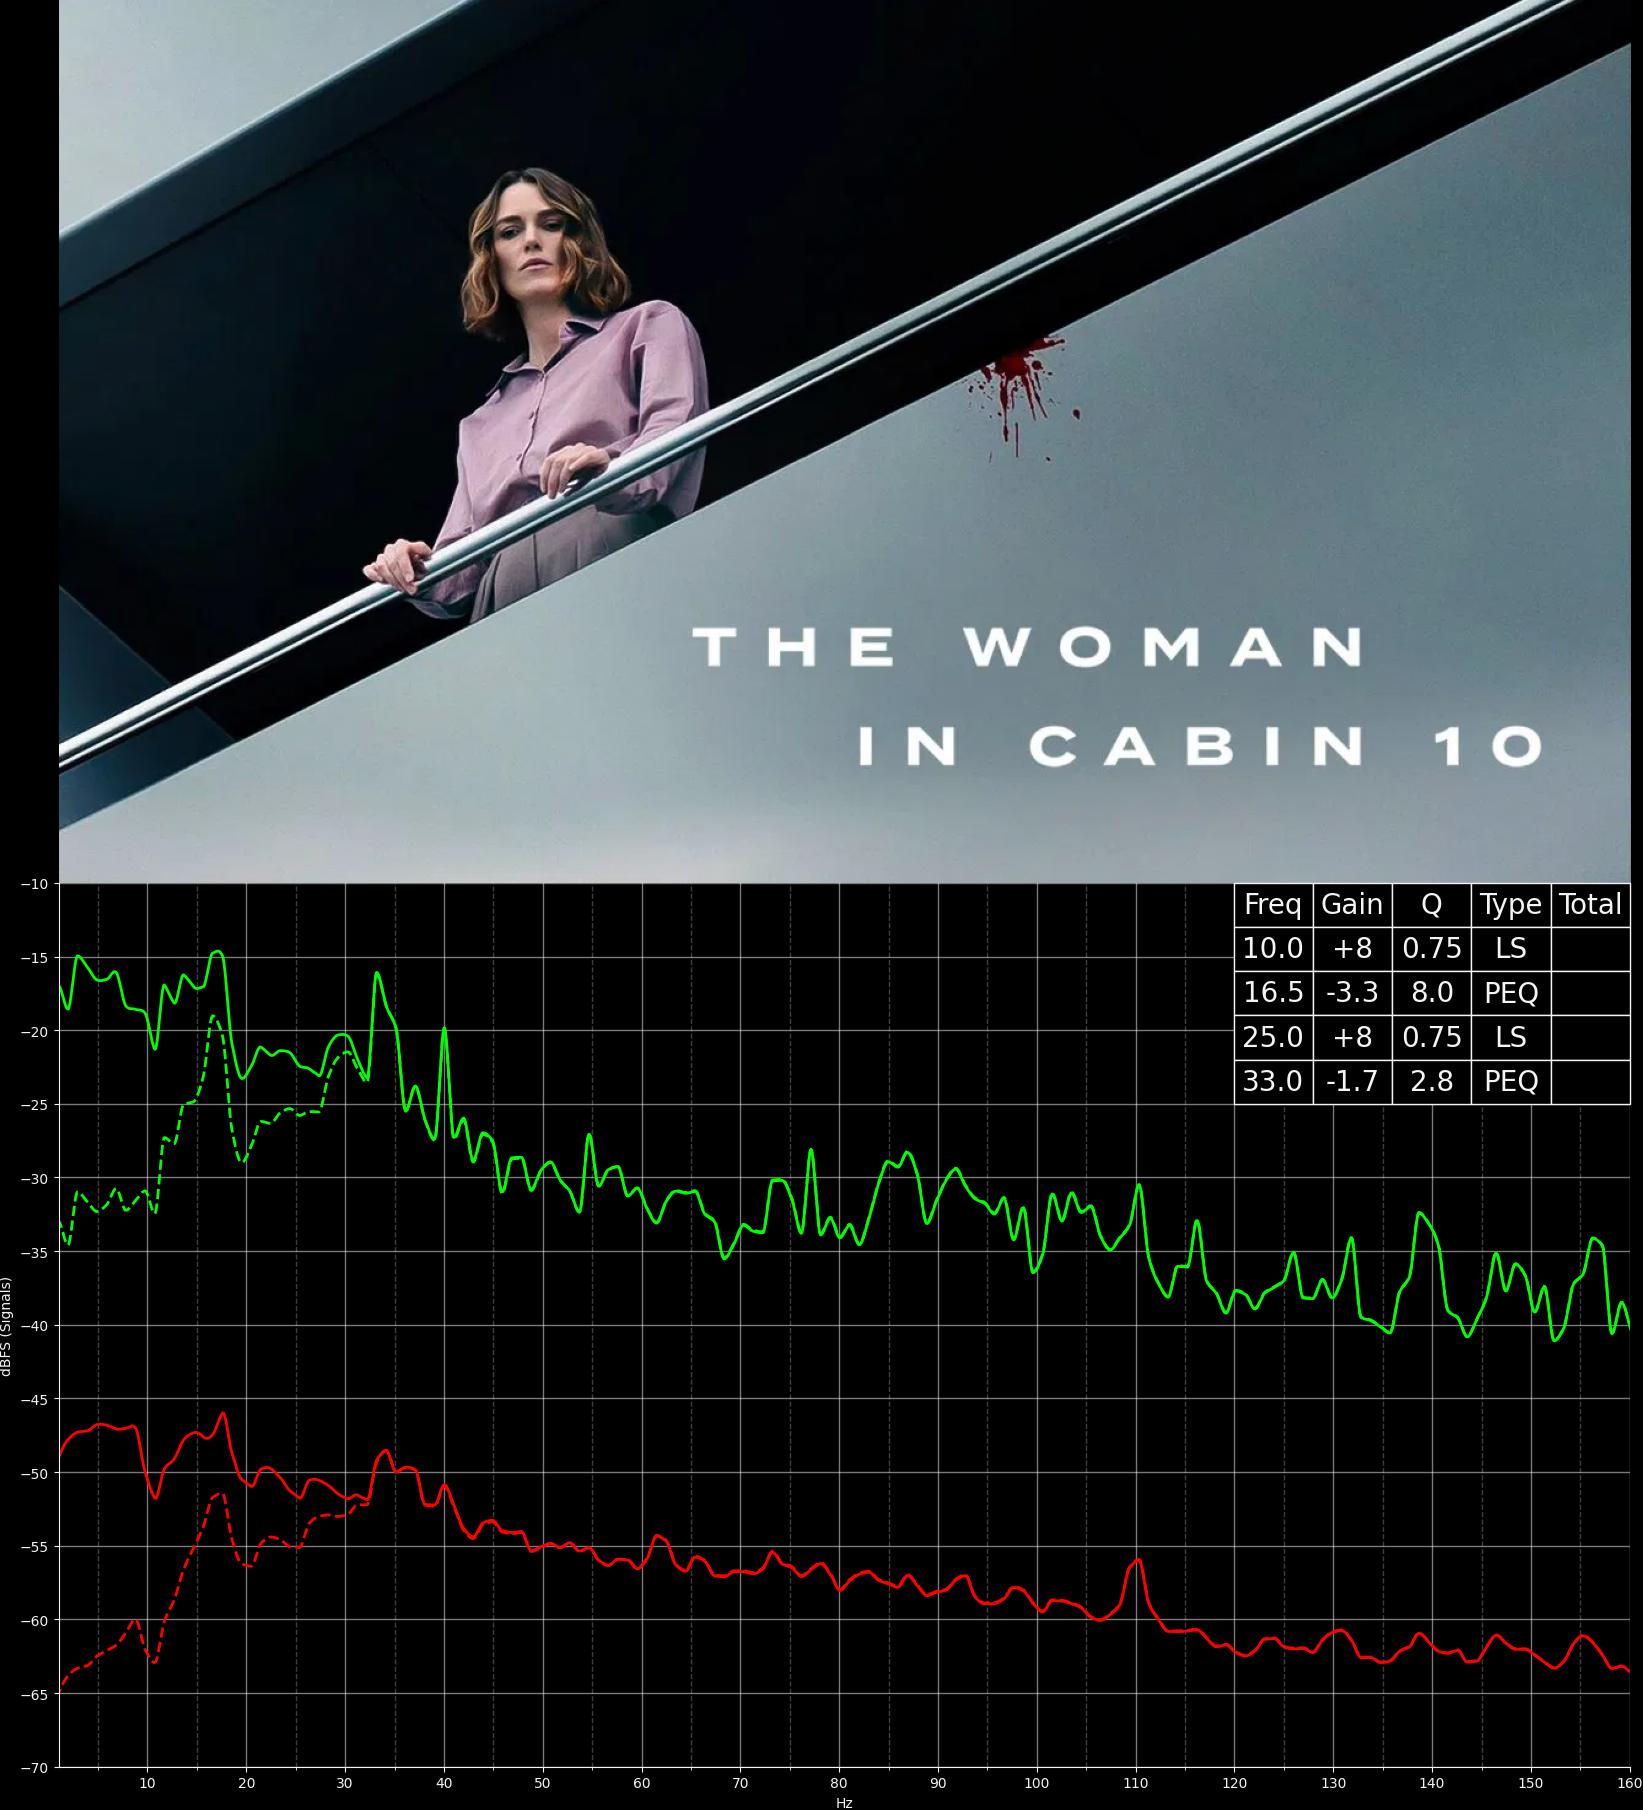 THE WOMAN
IN CABIN 10
−10
−15
−20
−25
−30
−35
−40
−45
−50
−55
−60
−65
−70
dBFS (Signals)
Freq Gain Q Type Total
10.0 +8 0.75 LS
16.5 -3.3 8.0 PEQ
25.0 +8 0.75 LS
33.0 -1.7 2.8 PEQ
10 20 30 40 50 60 70 80 90 100 110 120 130 140 150 160
Hz